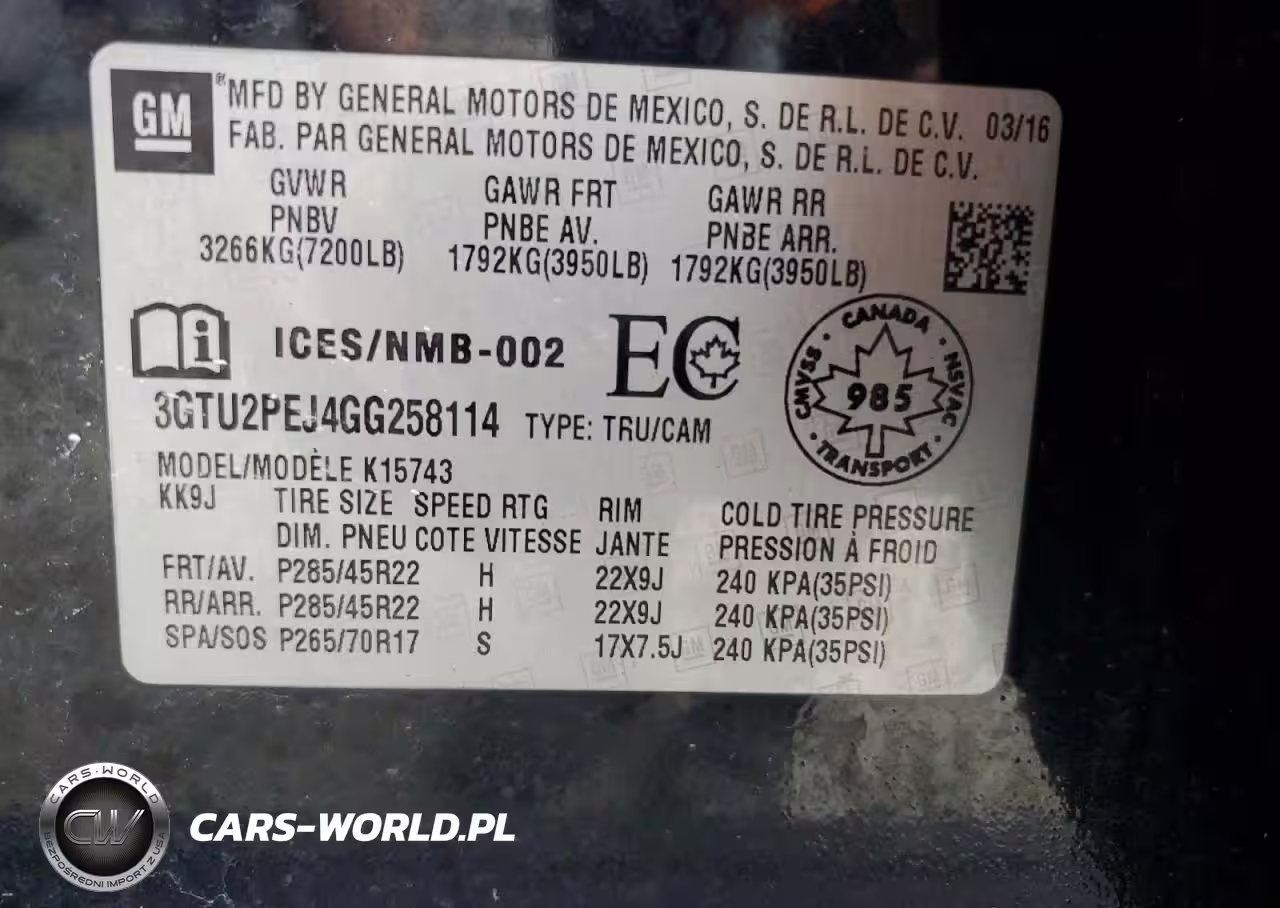 GM
®MFD BY GENERAL MOTORS DE MEXICO, S. DE R.L. DE C.V. 03/16
FAB. PAR GENERAL MOTORS DE MEXICO, S. DE R.L. DE C.V.
GVWR GAWR FRT GAWR RR
PNBV PNBE AV. PNBE ARR.
3266KG(7200LB) 1792KG(3950LB) 1792KG(3950LB)
i ICES/NMB-002 EC
CANADA
CMVSS 985 NSVAC
TRANSPORT
3GTU2PEJ4GG258114 TYPE: TRU/CAM
MODEL/MODÈLE K15743
KK9J TIRE SIZE SPEED RTG RIM COLD TIRE PRESSURE
DIM. PNEU COTE VITESSE JANTE PRESSION À FROID
FRT/AV. P285/45R22 H 22X9J 240 KPA(35PSI)
RR/ARR. P285/45R22 H 22X9J 240 KPA(35PSI)
SPA/SOS P265/70R17 S 17X7.5J 240 KPA(35PSI)
CARS-WORLD
CW
BEZPOŚREDNI IMPORT Z USA
CARS-WORLD.PL